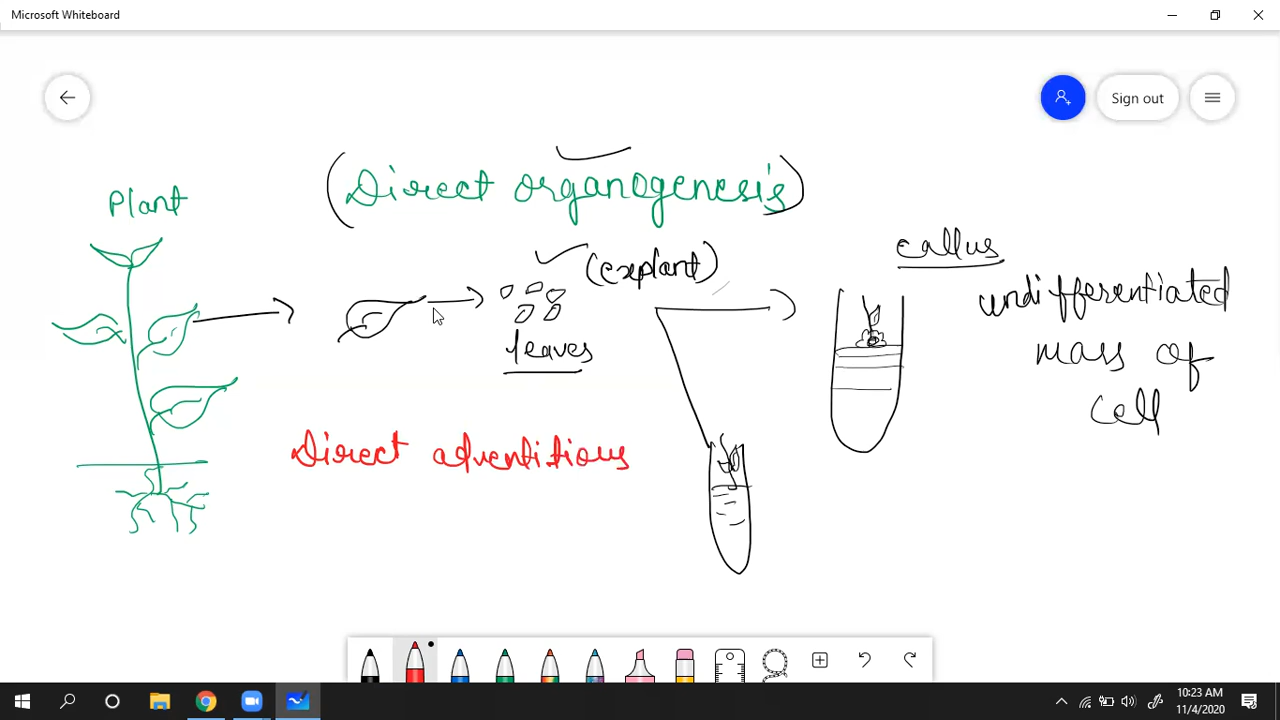 Microsoft Whiteboard
Sign out
(Direct organogenesis)
Plant
(explant)
callus
undifferentiated
mass of
cell
leaves
Direct adventitious
10:23 AM
11/4/2020